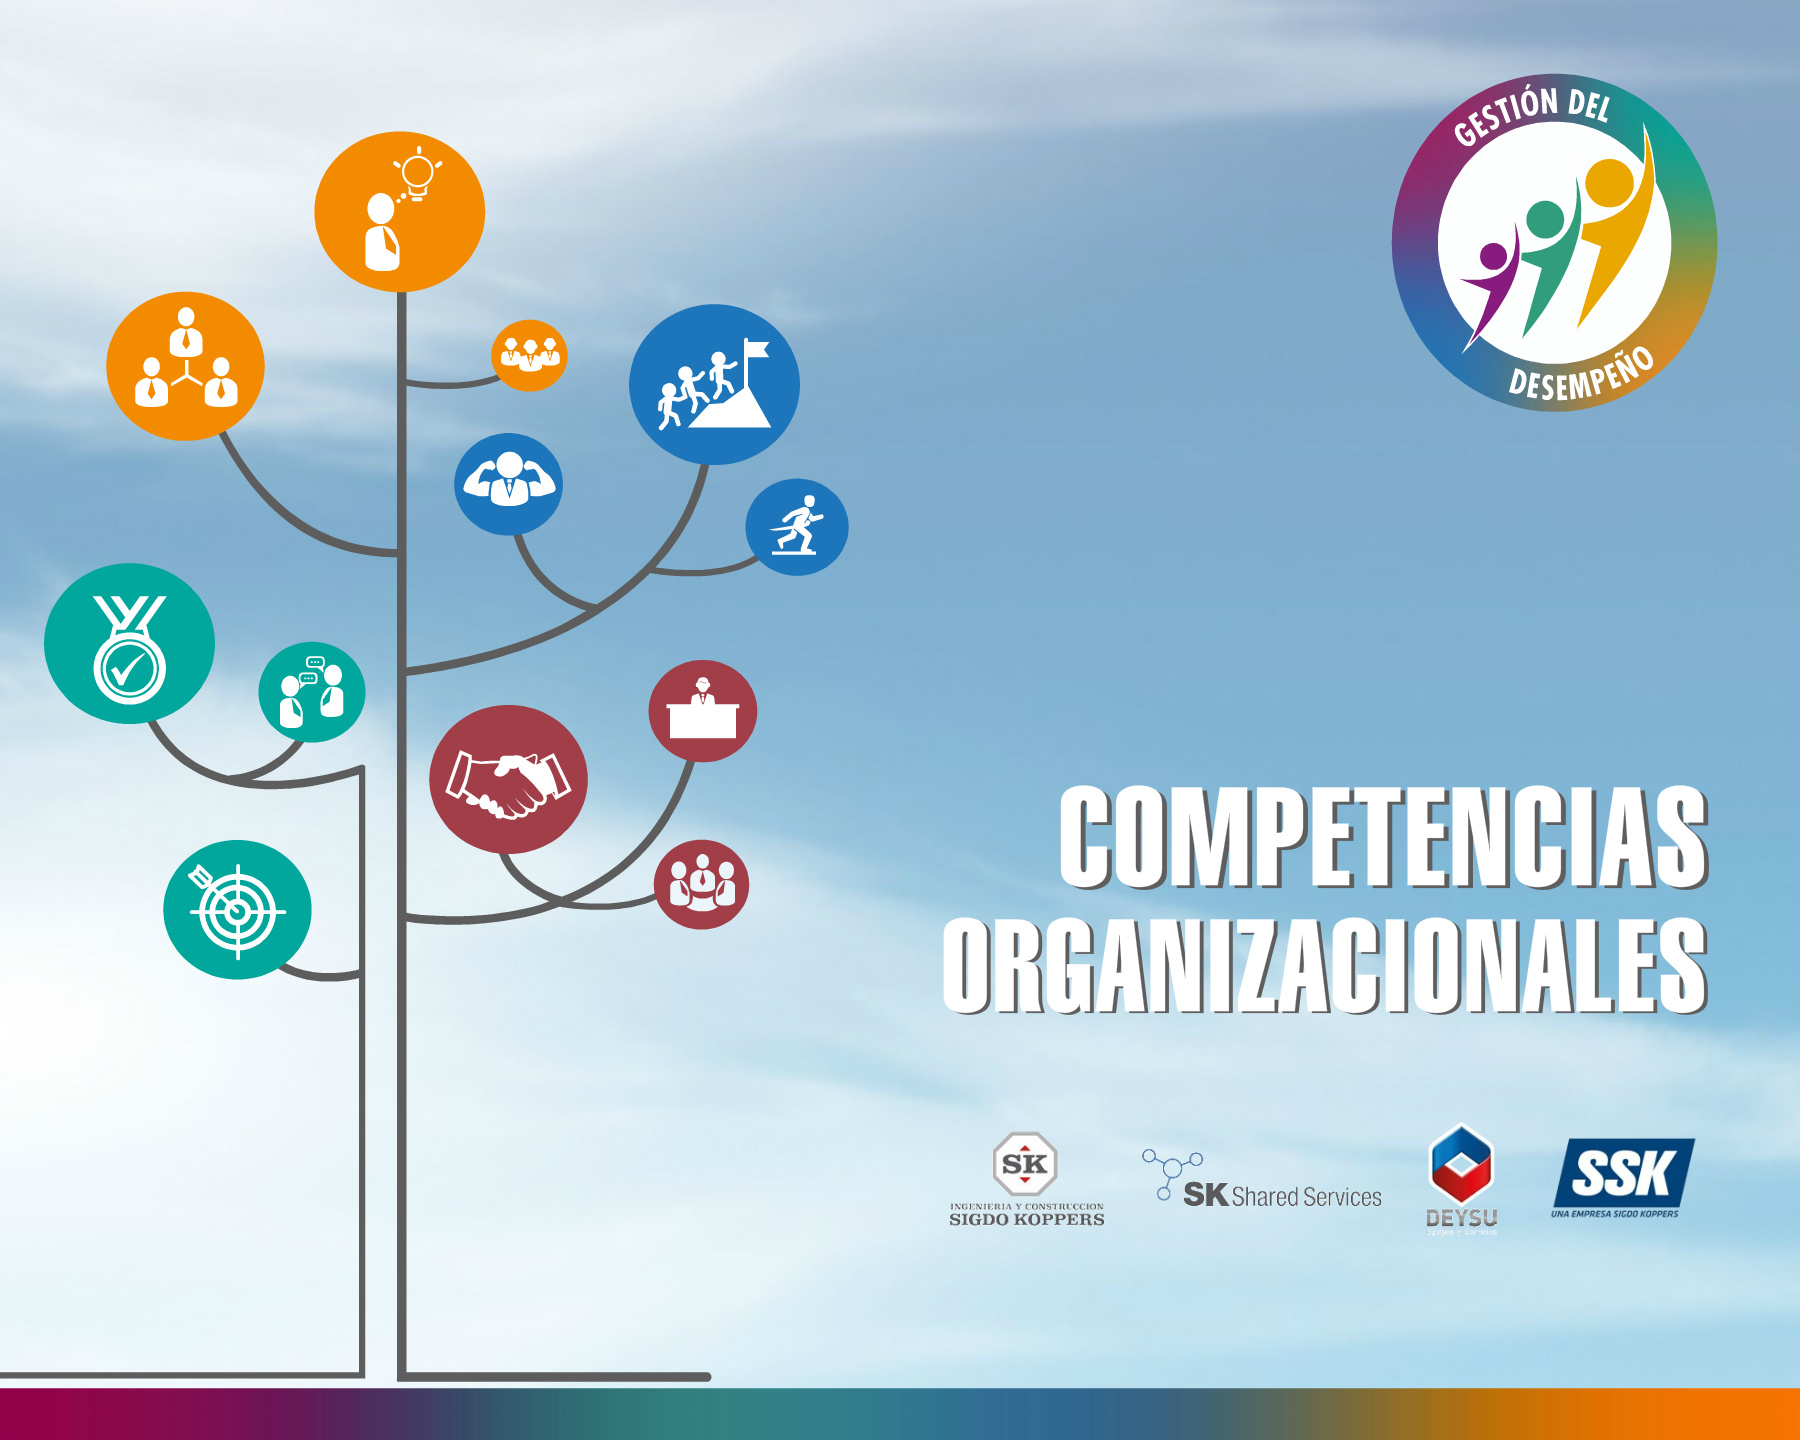 GESTIÓN DEL
DESEMPEÑO
COMPETENCIAS
ORGANIZACIONALES
SK
INGENIERIA Y CONSTRUCCION
SIGDO KOPPERS
SK Shared Services
DEYSU
SSK
UNA EMPRESA SIGDO KOPPERS